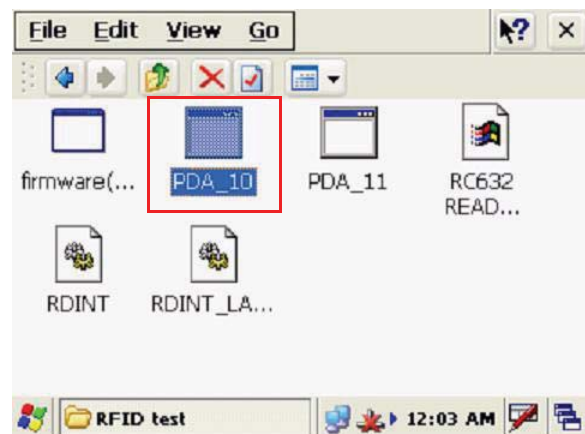 File Edit View Go
?
firmware(...
PDA_10
PDA_11
RC632
READ...
RDINT
RDINT_LA...
RFID test
12:03 AM